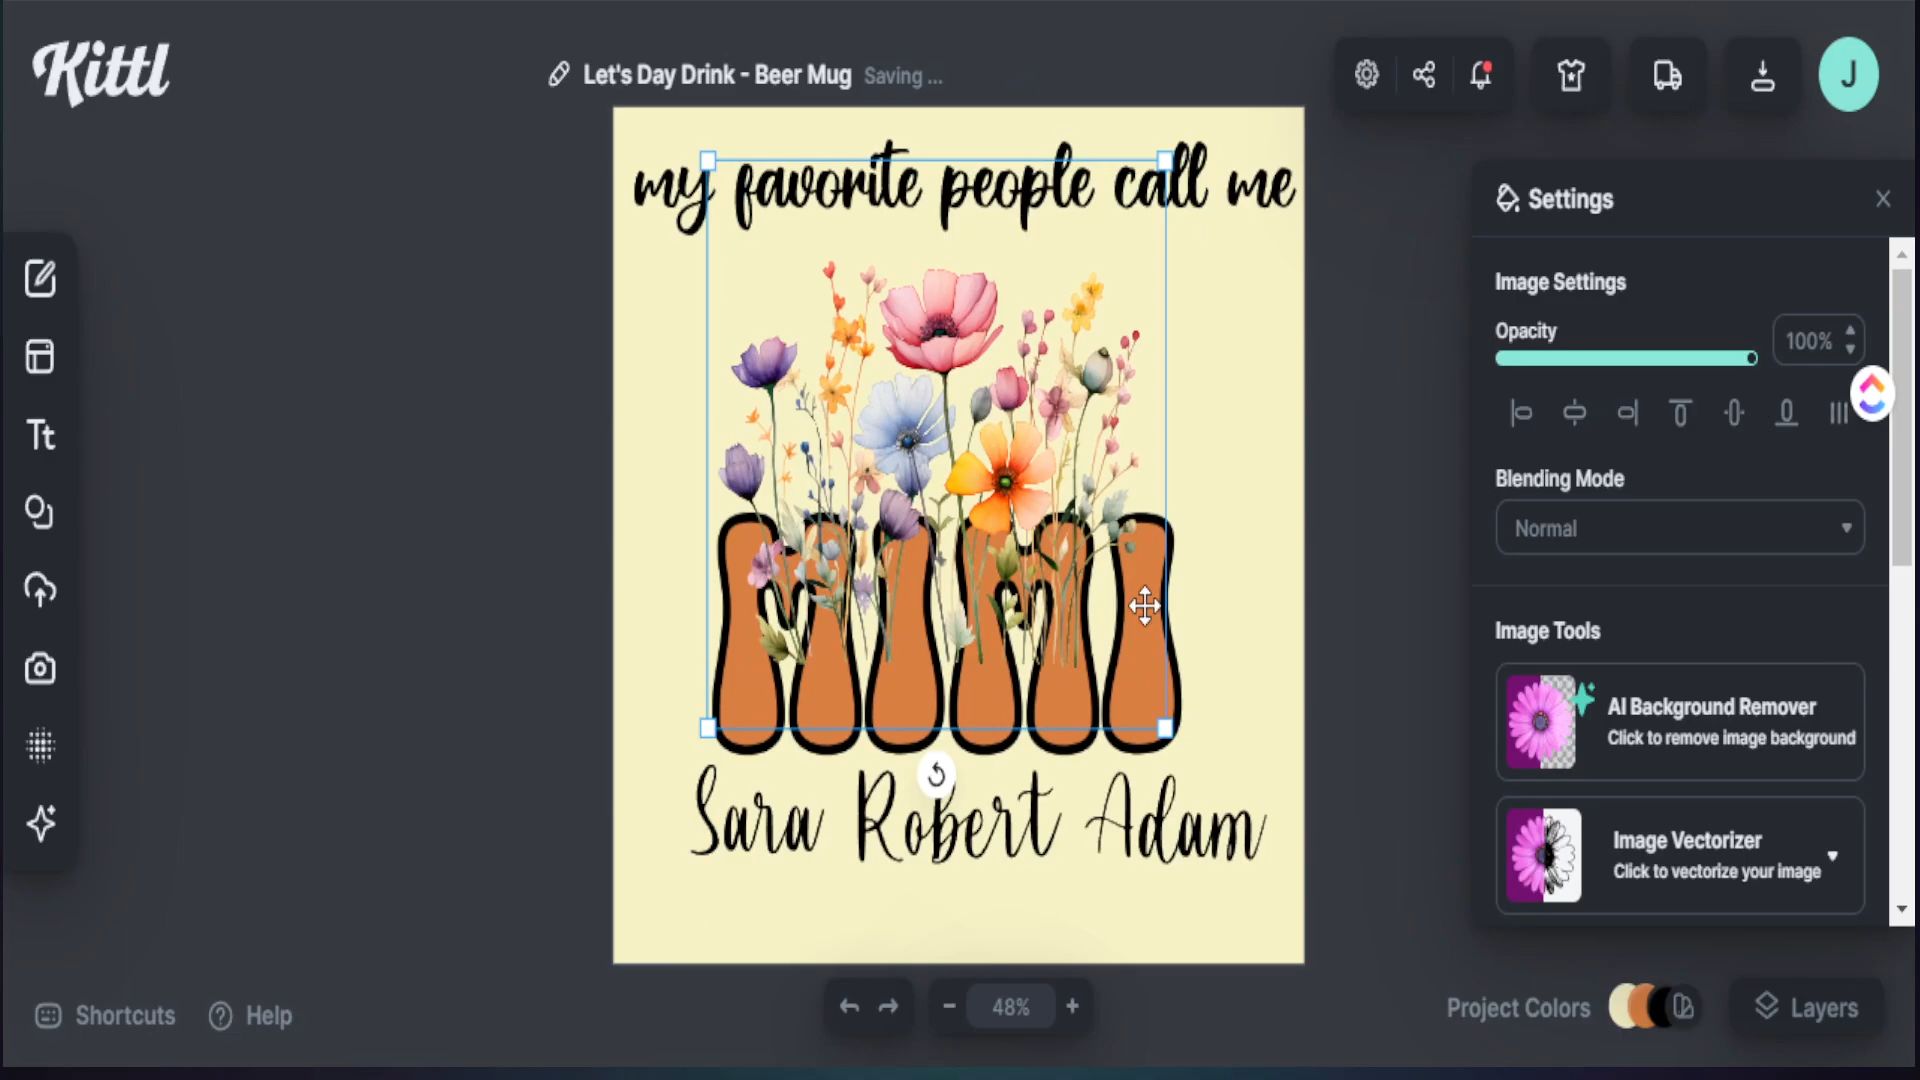 Kittl
Let's Day Drink - Beer Mug Saving ...
J
my favorite people call me
mimi
Sara Robert Adam
Settings
Image Settings
Opacity
100%
Blending Mode
Normal
Image Tools
AI Background Remover
Click to remove image background
Image Vectorizer
Click to vectorize your image
Tt
Shortcuts
Help
48%
Project Colors
Layers